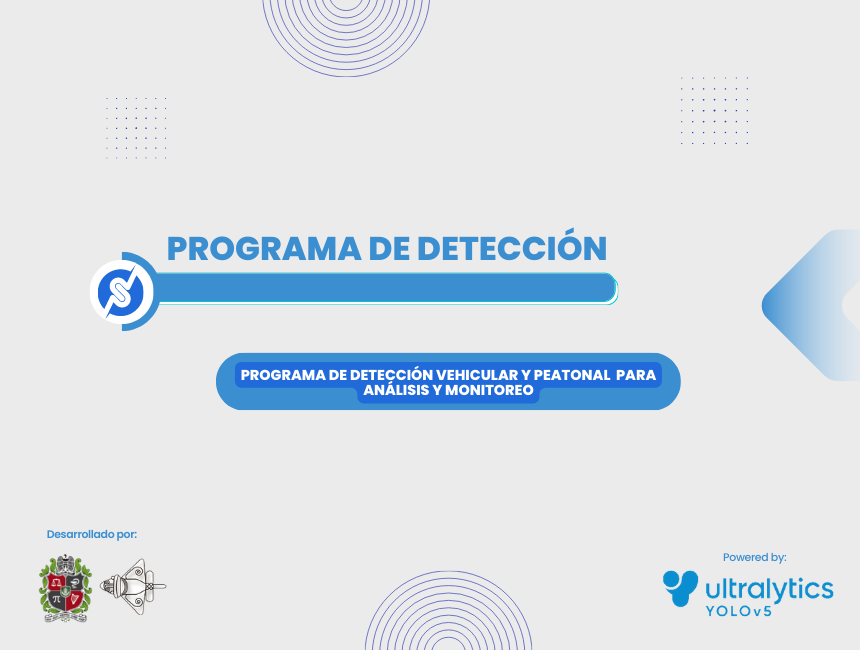 PROGRAMA DE DETECCIÓN
PROGRAMA DE DETECCIÓN VEHICULAR Y PEATONAL PARA
ANÁLISIS Y MONITOREO
Desarrollado por:
Powered by:
ultralytics
YOLOv5